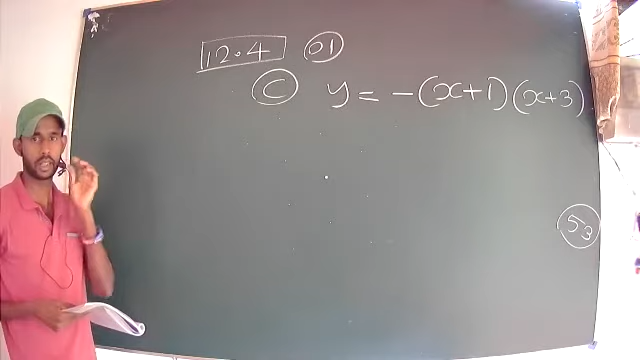 12.4 01
C y = -(x+1)(x+3)
53